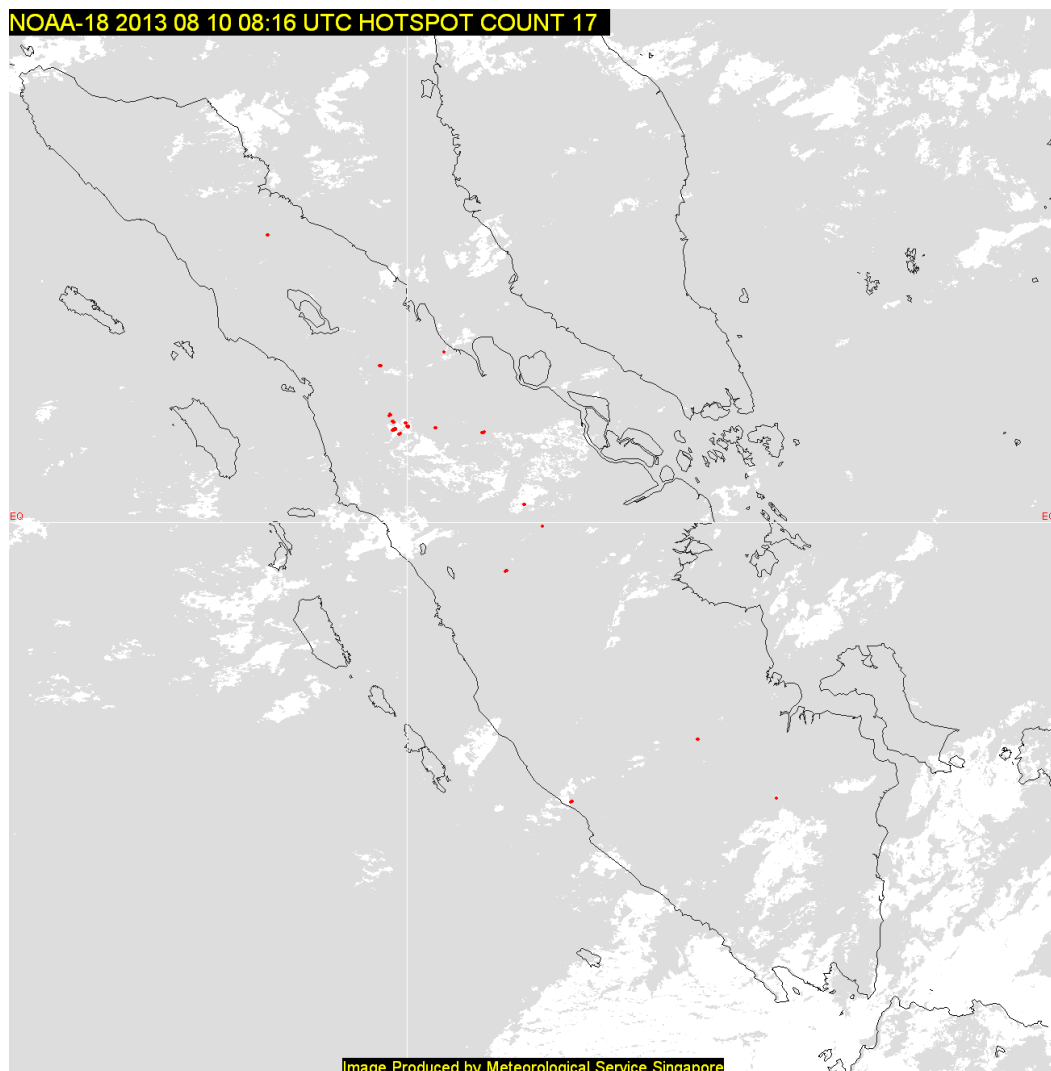 NOAA-18 2013 08 10 08:16 UTC HOTSPOT COUNT 17
EQ EQ
Image Produced by Meteorological Service Singapore